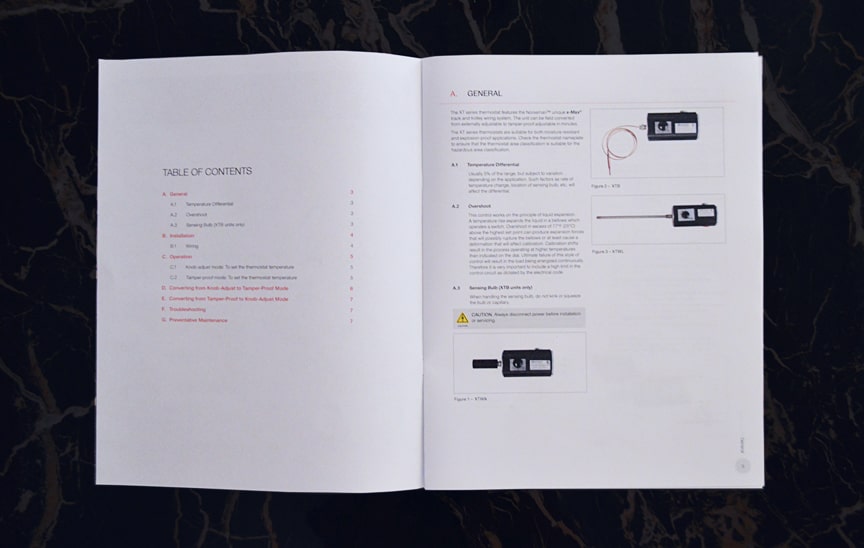 TABLE OF CONTENTS
A. General 3
A.1 Temperature Differential 3
A.2 Overshoot 3
A.3 Sensing Bulb (XTB units only) 3
B. Installation 4
B.1 Wiring 4
C. Operation 5
C.1 Knob-adjust mode: To set the thermostat temperature 5
C.2 Tamper-proof mode: To set the thermostat temperature 5
D. Converting from Knob-Adjust to Tamper-Proof Mode 6
E. Converting from Tamper-Proof to Knob-Adjust Mode 7
F. Troubleshooting 7
G. Preventative Maintenance 7
A. GENERAL
The XT series thermostat features the Norseman™ unique x-Max®
track and trolley wiring system. The unit can be field converted
from externally adjustable to tamper-proof adjustable in minutes.
The XT series thermostats are suitable for both moisture resistant
and explosion proof applications. Check the thermostat nameplate
to ensure that the thermostat area classification is suitable for the
hazardous area classification.
A.1 Temperature Differential
Usually 5% of the range, but subject to variation
depending on the application. Such factors as rate of
temperature change, location of sensing bulb, etc. will
affect the differential.
A.2 Overshoot
This control works on the principle of liquid expansion.
A temperature rise expands the liquid in a bellows which
operates a switch. Overshoot in excess of
above the highest set point can produce expansion forces
that will possibly rupture the bellows or at least cause a
deformation that will affect calibration. Calibration shifts
result in the process operating at higher temperatures
than indicated on the dial. Ultimate failure of this style of
control will result in the load being energized continuously.
Therefore it is very important to include a high limit in the
control circuit as dictated by the electrical code.
A.3 Sensing Bulb (XTB units only)
When handling the sensing bulb, do not kink or squeeze
the bulb or capillary.
CAUTION. Always disconnect power before installation
or servicing.
Figure 1 – XTWA
Figure 2 – XTB
Figure 3 – XTBL